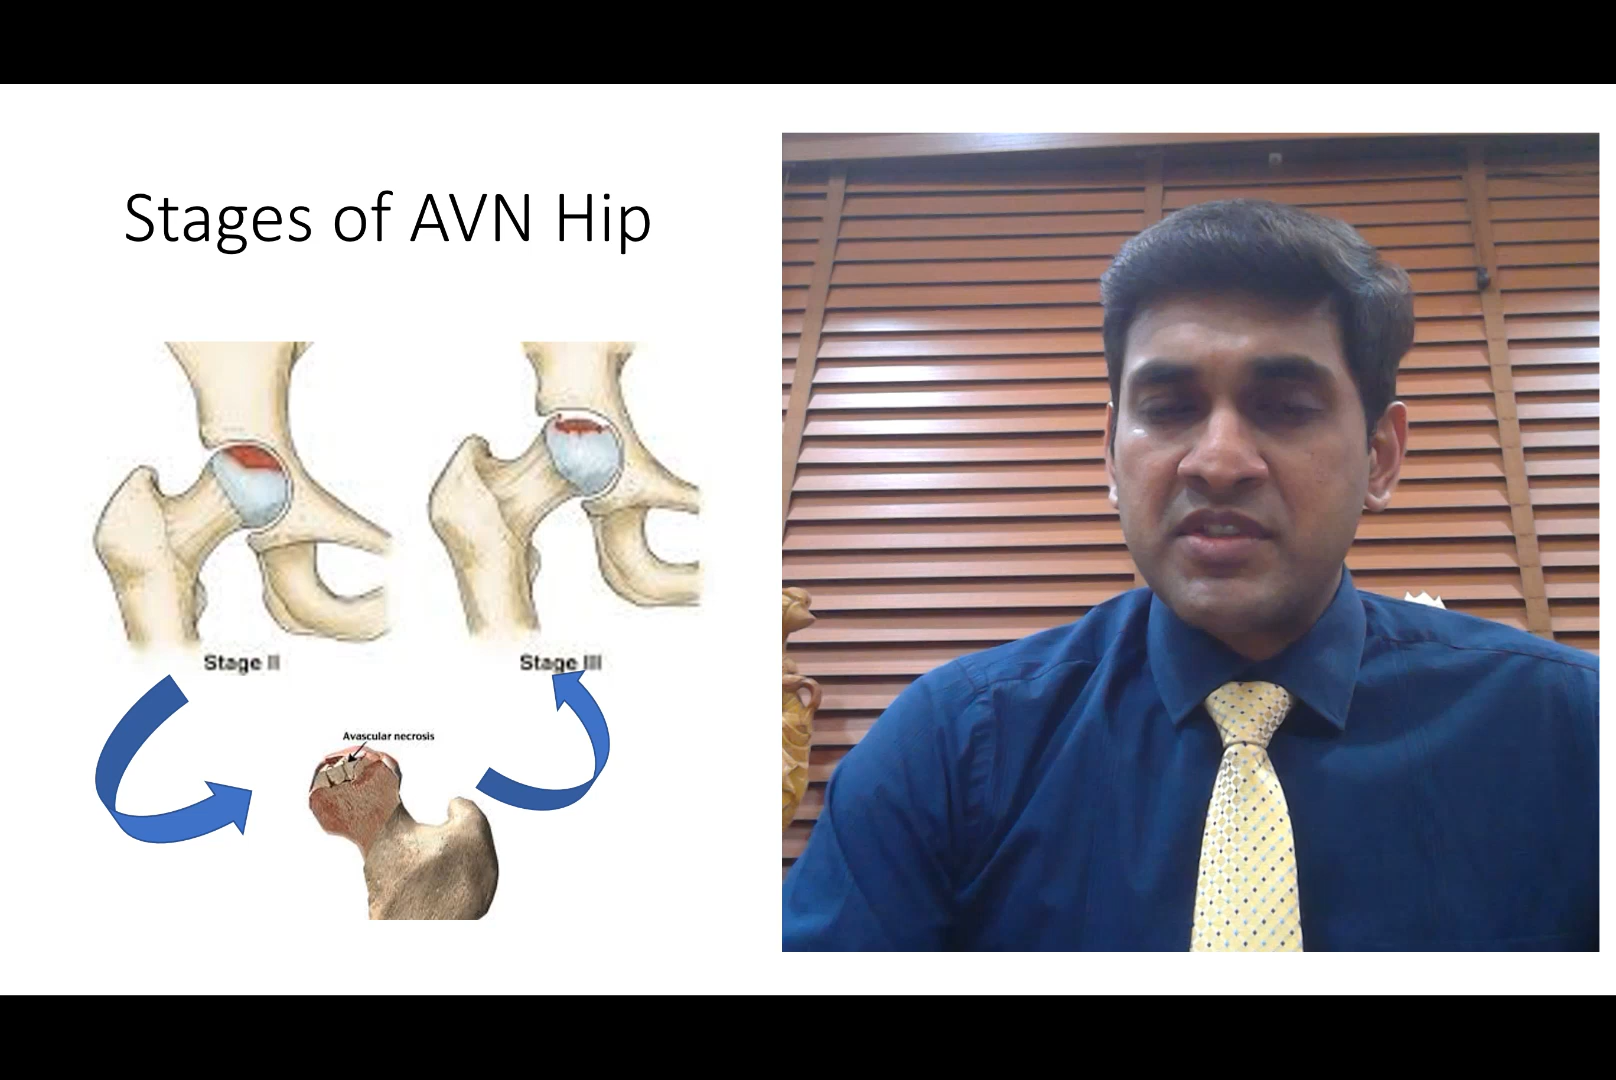 Stages of AVN Hip
Stage II
Stage III
Avascular necrosis